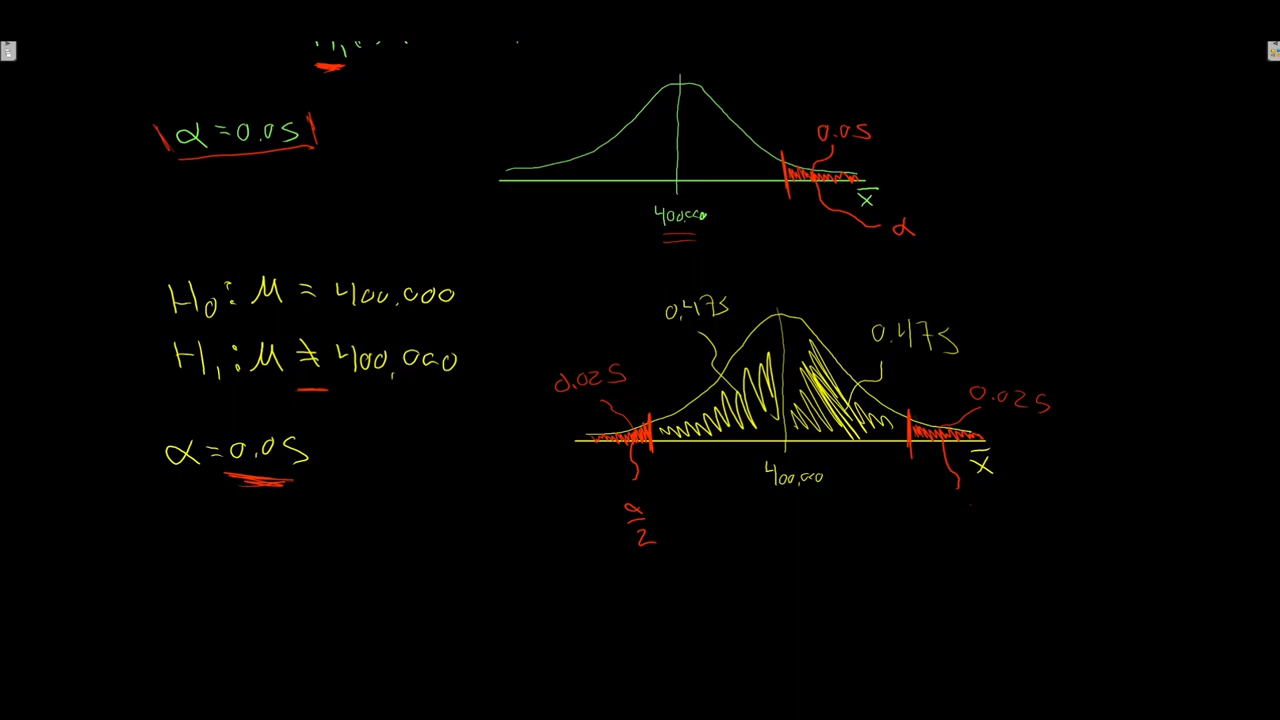 α = 0.05
0.05
x̄
400,000
α
H₀: μ = 400,000
H₁: μ ≠ 400,000
α = 0.05
0.475
0.475
0.025
0.025
400,000
x̄
α/2